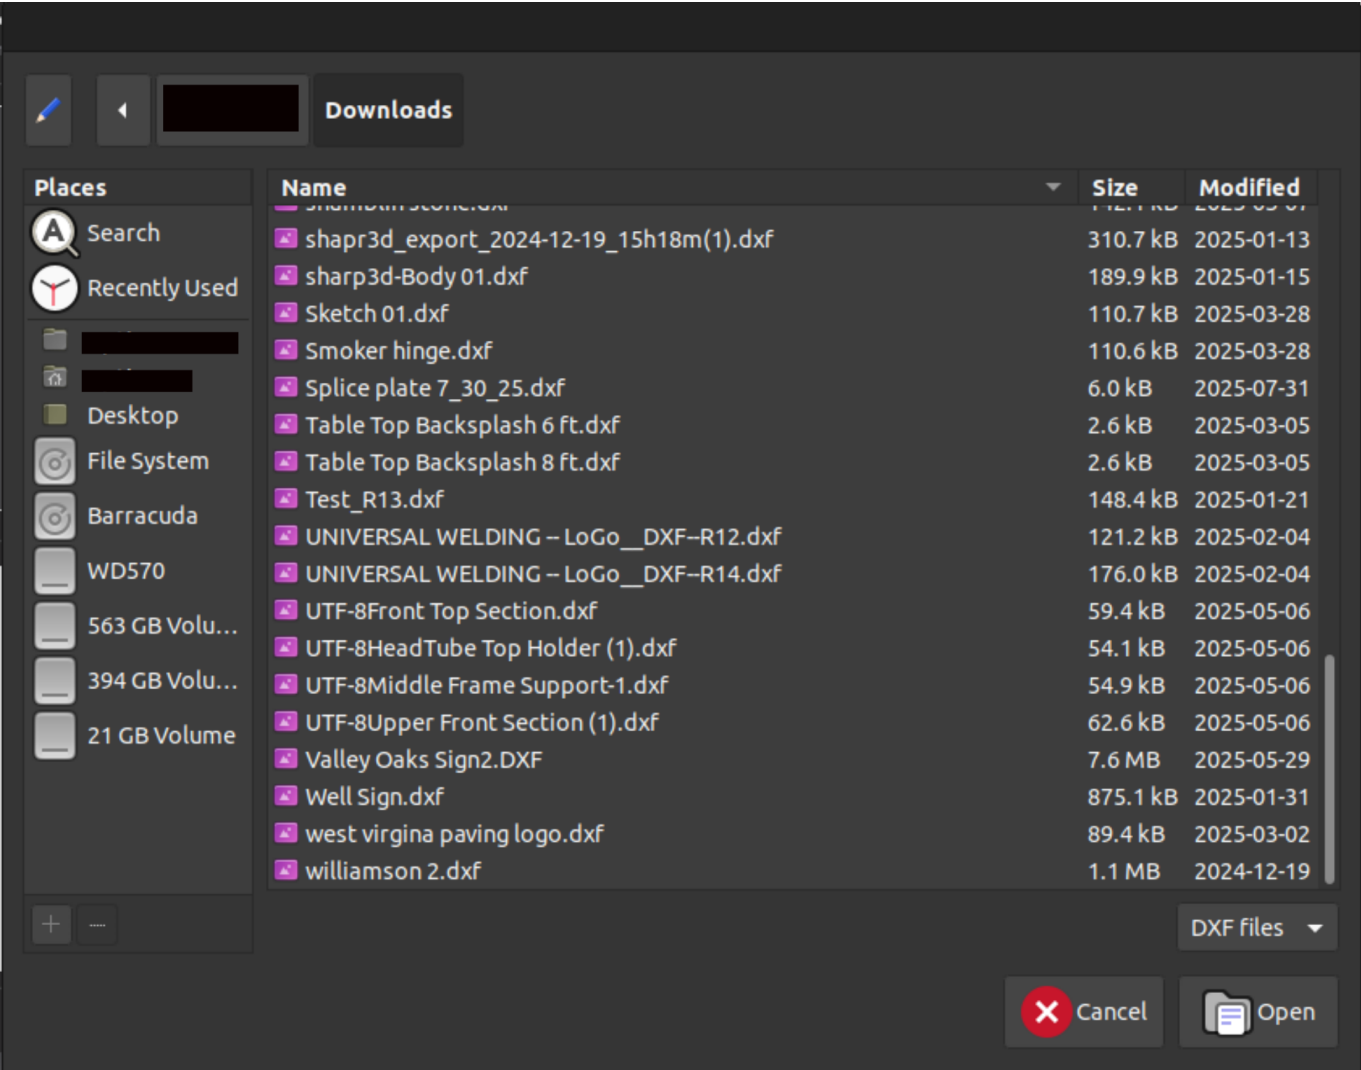 Downloads
Places
Search
Recently Used
Desktop
File System
Barracuda
WD570
563 GB Volu...
394 GB Volu...
21 GB Volume
Name Size Modified
shapr3d_export_2024-12-19_15h18m(1).dxf 310.7 kB 2025-01-13
sharp3d-Body 01.dxf 189.9 kB 2025-01-15
Sketch 01.dxf 110.7 kB 2025-03-28
Smoker hinge.dxf 110.6 kB 2025-03-28
Splice plate 7_30_25.dxf 6.0 kB 2025-07-31
Table Top Backsplash 6 ft.dxf 2.6 kB 2025-03-05
Table Top Backsplash 8 ft.dxf 2.6 kB 2025-03-05
Test_R13.dxf 148.4 kB 2025-01-21
UNIVERSAL WELDING -- LoGo__DXF--R12.dxf 121.2 kB 2025-02-04
UNIVERSAL WELDING -- LoGo__DXF--R14.dxf 176.0 kB 2025-02-04
UTF-8Front Top Section.dxf 59.4 kB 2025-05-06
UTF-8HeadTube Top Holder (1).dxf 54.1 kB 2025-05-06
UTF-8Middle Frame Support-1.dxf 54.9 kB 2025-05-06
UTF-8Upper Front Section (1).dxf 62.6 kB 2025-05-06
Valley Oaks Sign2.DXF 7.6 MB 2025-05-29
Well Sign.dxf 875.1 kB 2025-01-31
west virgina paving logo.dxf 89.4 kB 2025-03-02
williamson 2.dxf 1.1 MB 2024-12-19
DXF files
Cancel
Open